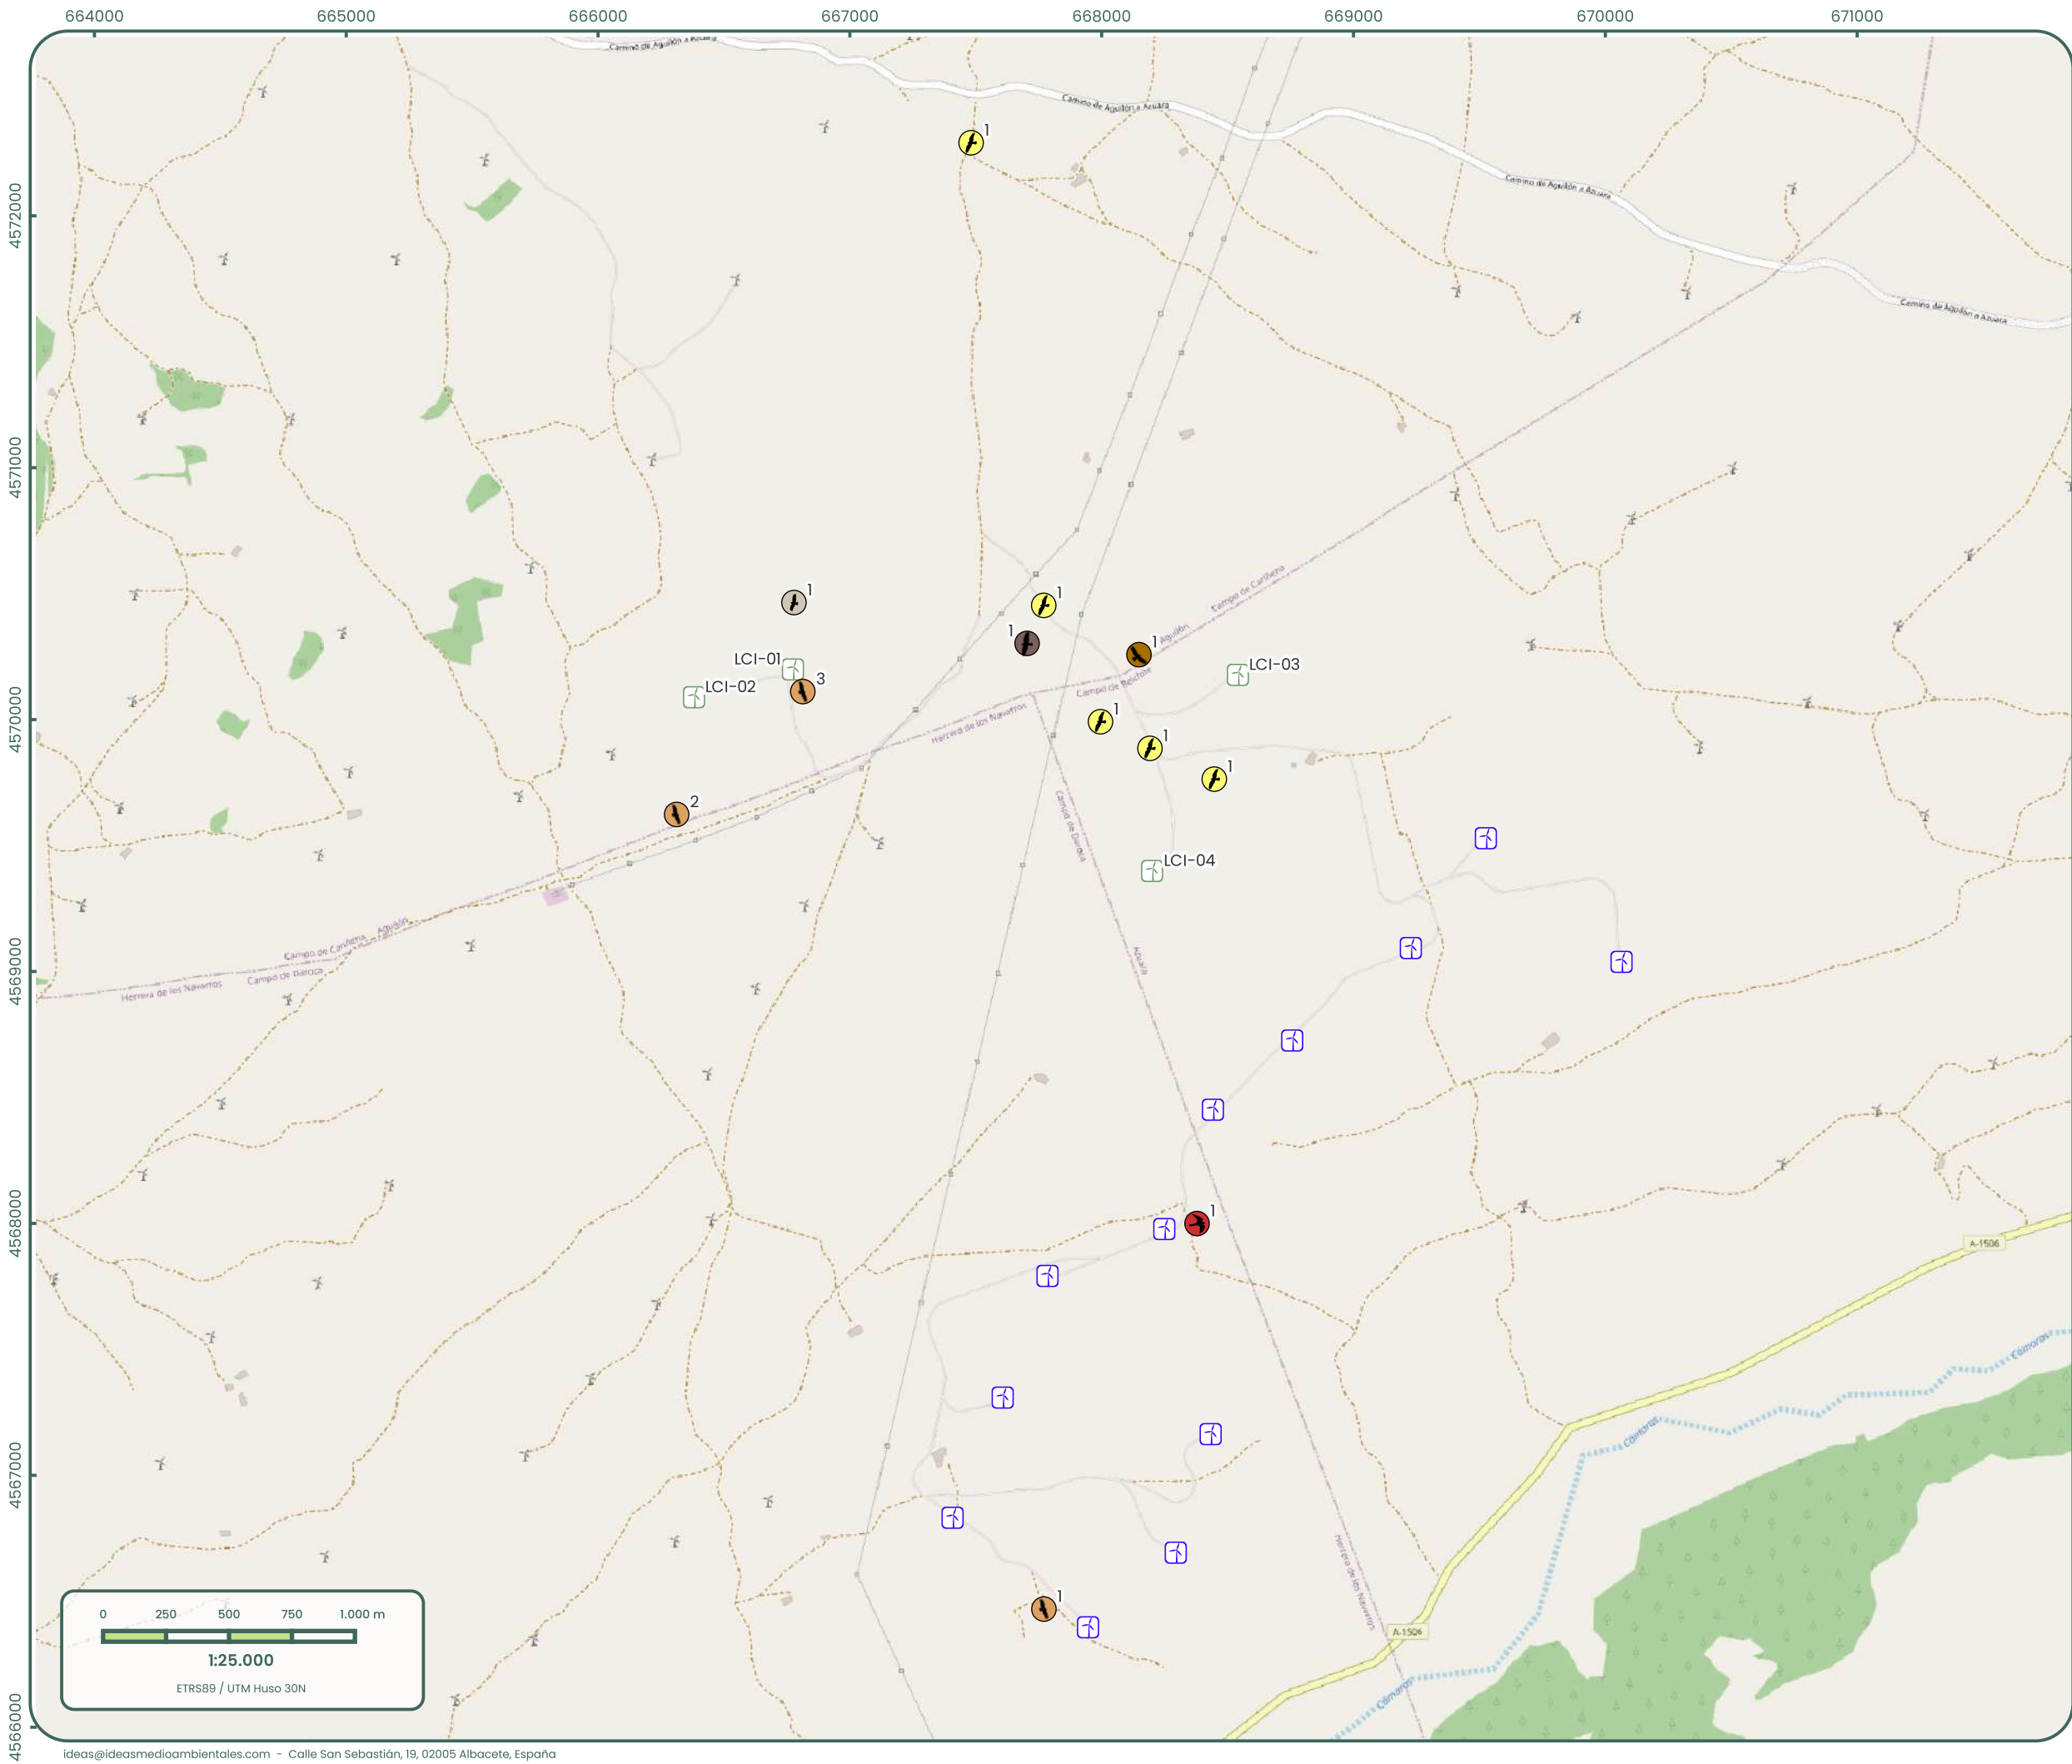 664000 665000 666000 667000 668000 669000 670000 671000
4572000
4571000
4570000
4569000
4568000
4567000
4566000
Camino de Aguilón a Azuara
Camino de Aguilón a Azuara
Camino de Aguilón a Azuara
Camino de Aguilón a Azuara
1
1
1
1
1
LCI-01
LCI-02
3
LCI-03
1
1
1
2
LCI-04
Campo de Cariñena
Aguilón
Campo de Belchite
Herrera de los Navarros
Campo de Daroca
Azuara
Campo de Cariñena Aguilón
Campo de Daroca
Herrera de los Navarros
1
A-1506
Cámaras
Cámaras
1
Herrera de los Navarros
A-1506
Cámaras
0 250 500 750 1.000 m
1:25.000
ETRS89 / UTM Huso 30N
ideas@ideasmedioambientales.com - Calle San Sebastián, 19, 02005 Albacete, España